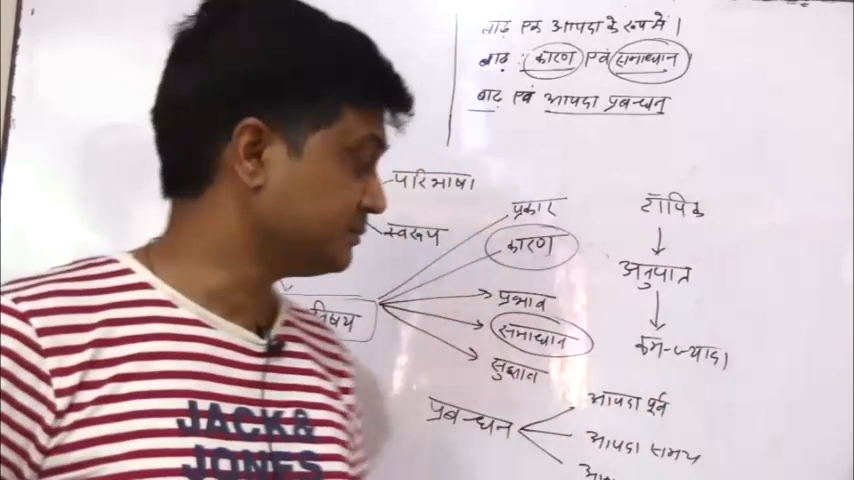 बाढ़ एक आपदा के रूप में ।
बाढ़ : कारण एवं समाधान
बाढ़ एवं आपदा प्रबन्धन
परिभाषा
स्वरूप
विषय
प्रकार
कारण
प्रभाव
समाधान
सुझाव
टॉपिक
अनुपात
कम-ज्यादा
प्रबन्धन
आपदा पूर्व
आपदा समय
JACK &
JONES